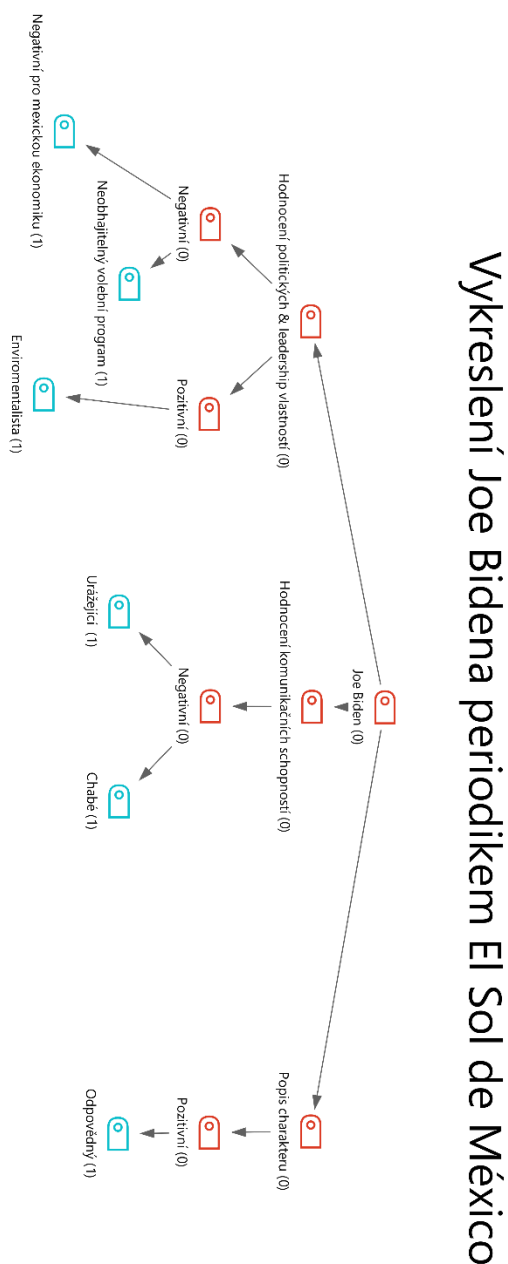 Vykreslení Joe Bidena periodikem El Sol de México
Joe Biden (0)
Hodnocení politických & leadership vlastností (0)
Hodnocení komunikačních schopností (0)
Popis charakteru (0)
Negativní (0)
Pozitivní (0)
Negativní (0)
Pozitivní (0)
Negativní pro mexickou ekonomiku (1)
Neobhajitelný volební program (1)
Enviromentalista (1)
Urážejici (1)
Chabé (1)
Odpovědný (1)